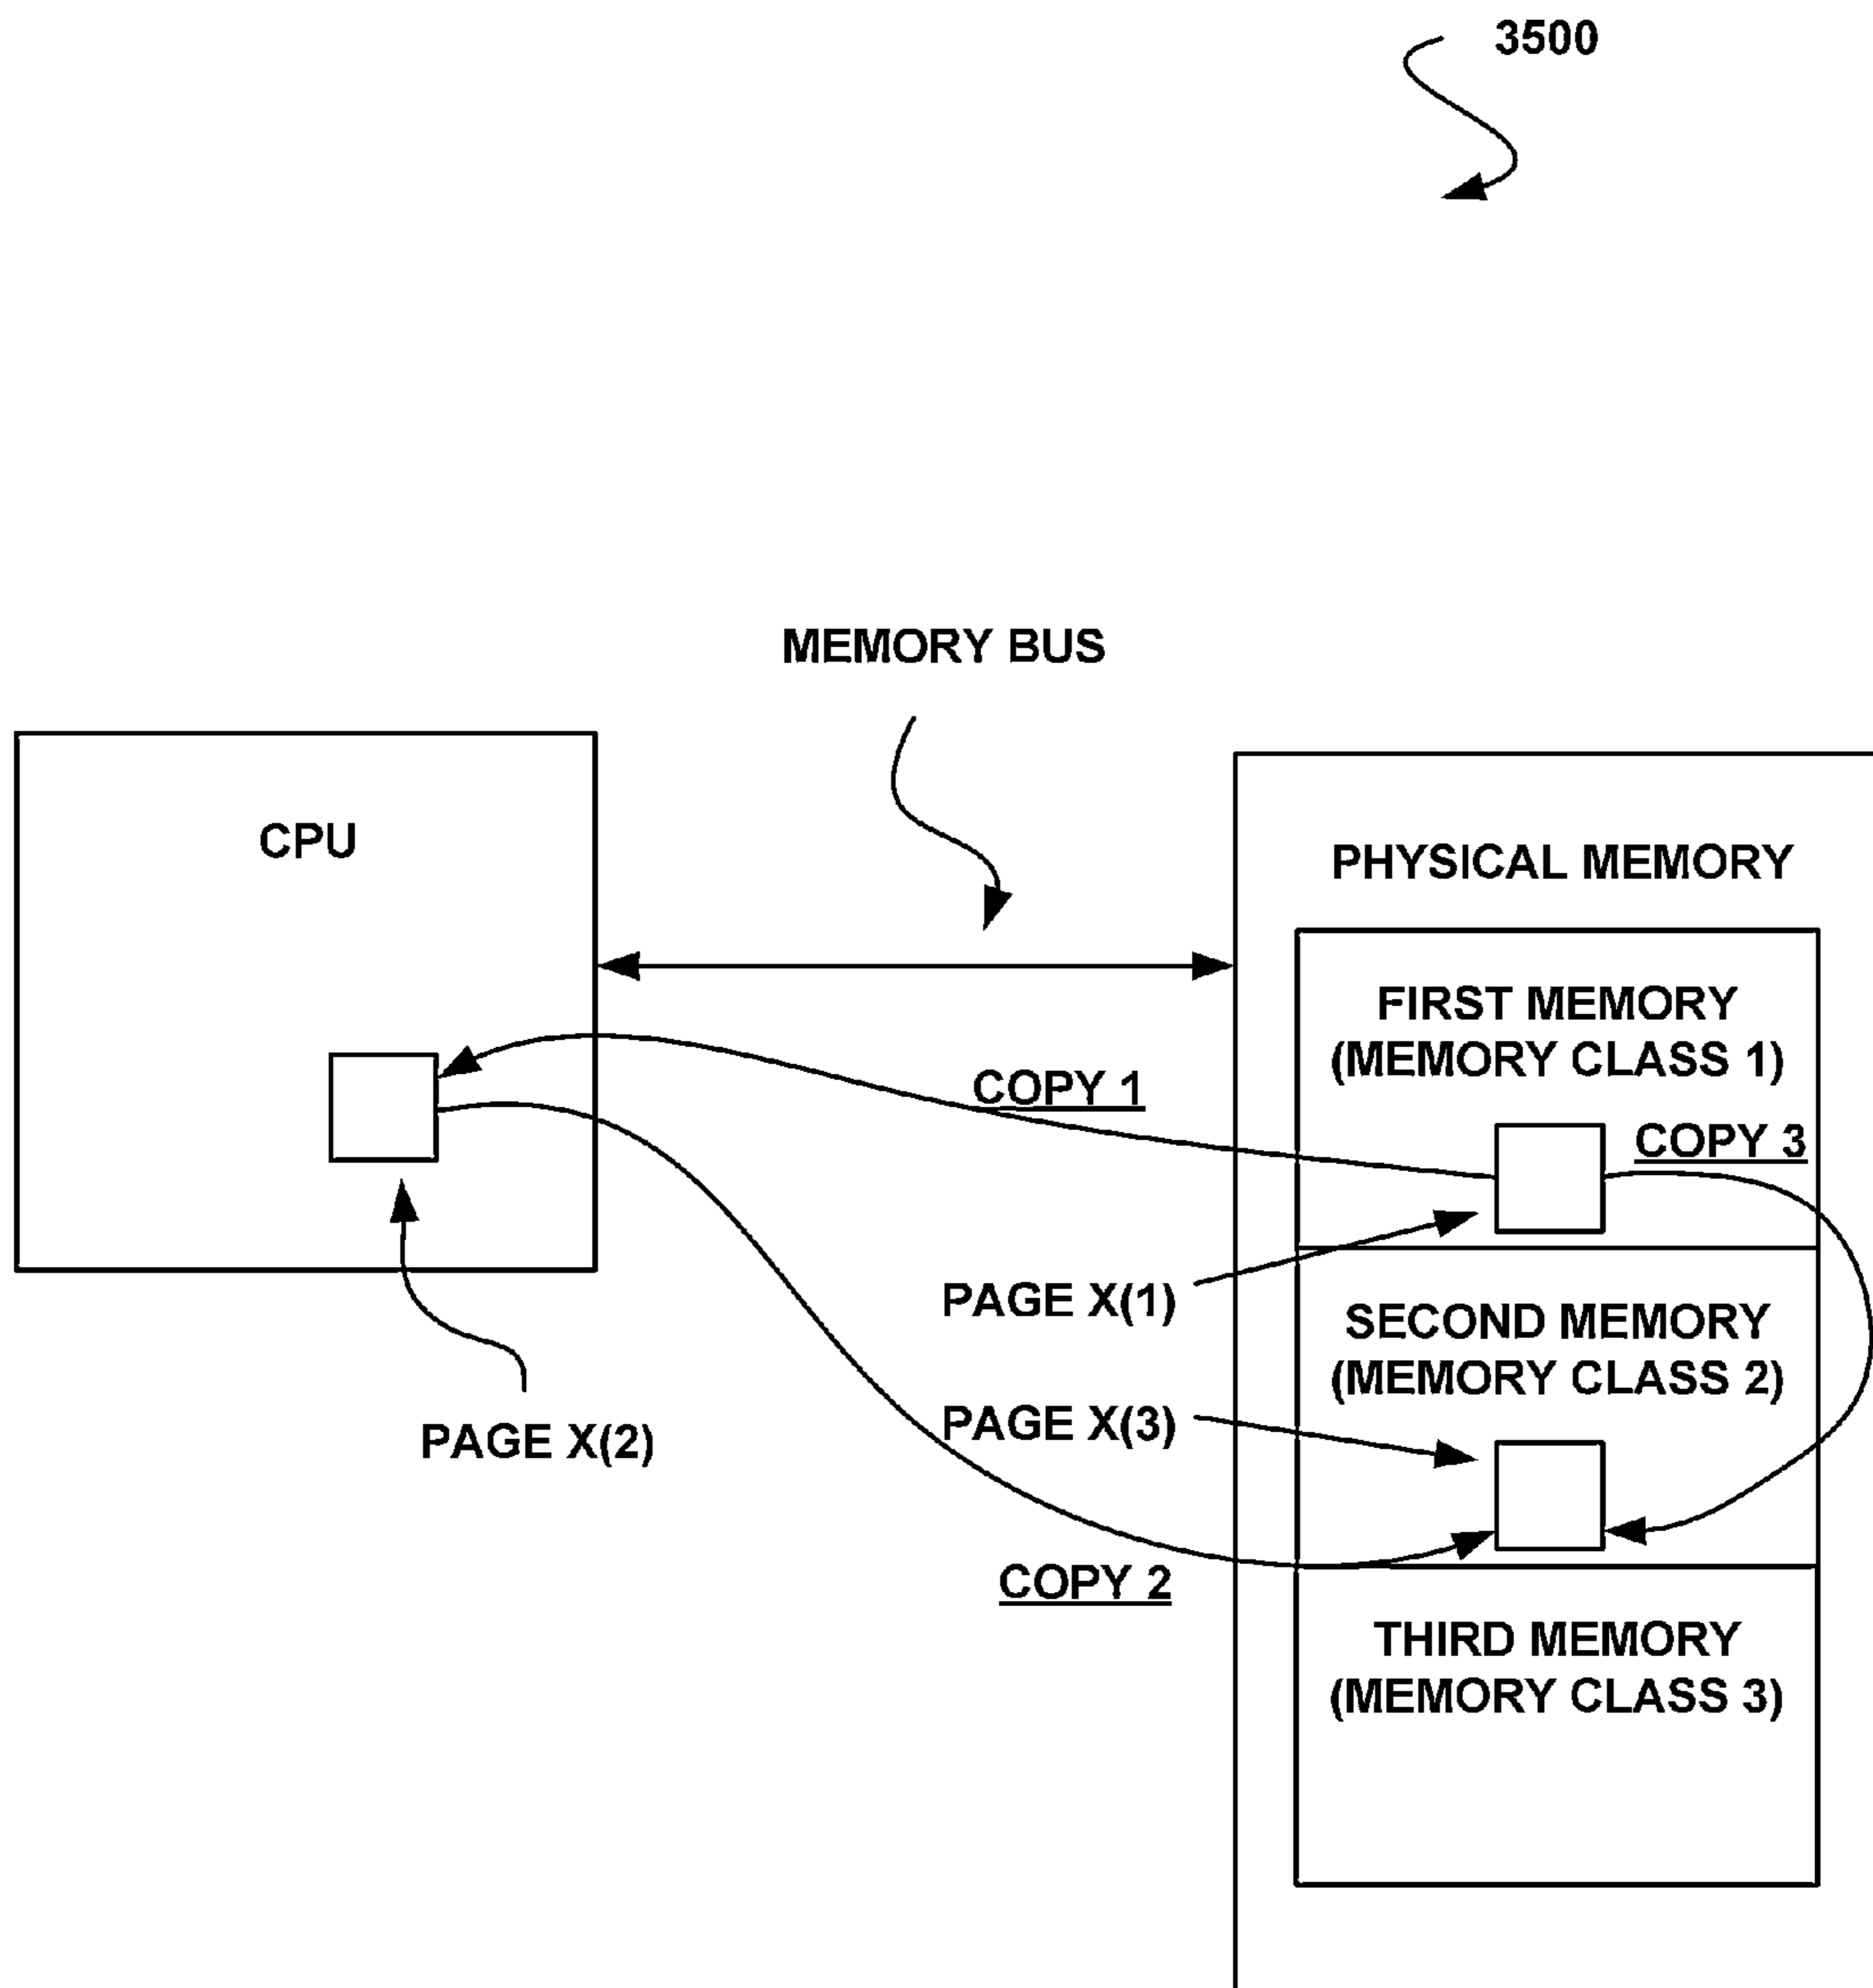 3500
MEMORY BUS
CPU
PHYSICAL MEMORY
FIRST MEMORY
(MEMORY CLASS 1)
COPY 1
COPY 3
PAGE X(1)
SECOND MEMORY
(MEMORY CLASS 2)
PAGE X(3)
PAGE X(2)
COPY 2
THIRD MEMORY
(MEMORY CLASS 3)